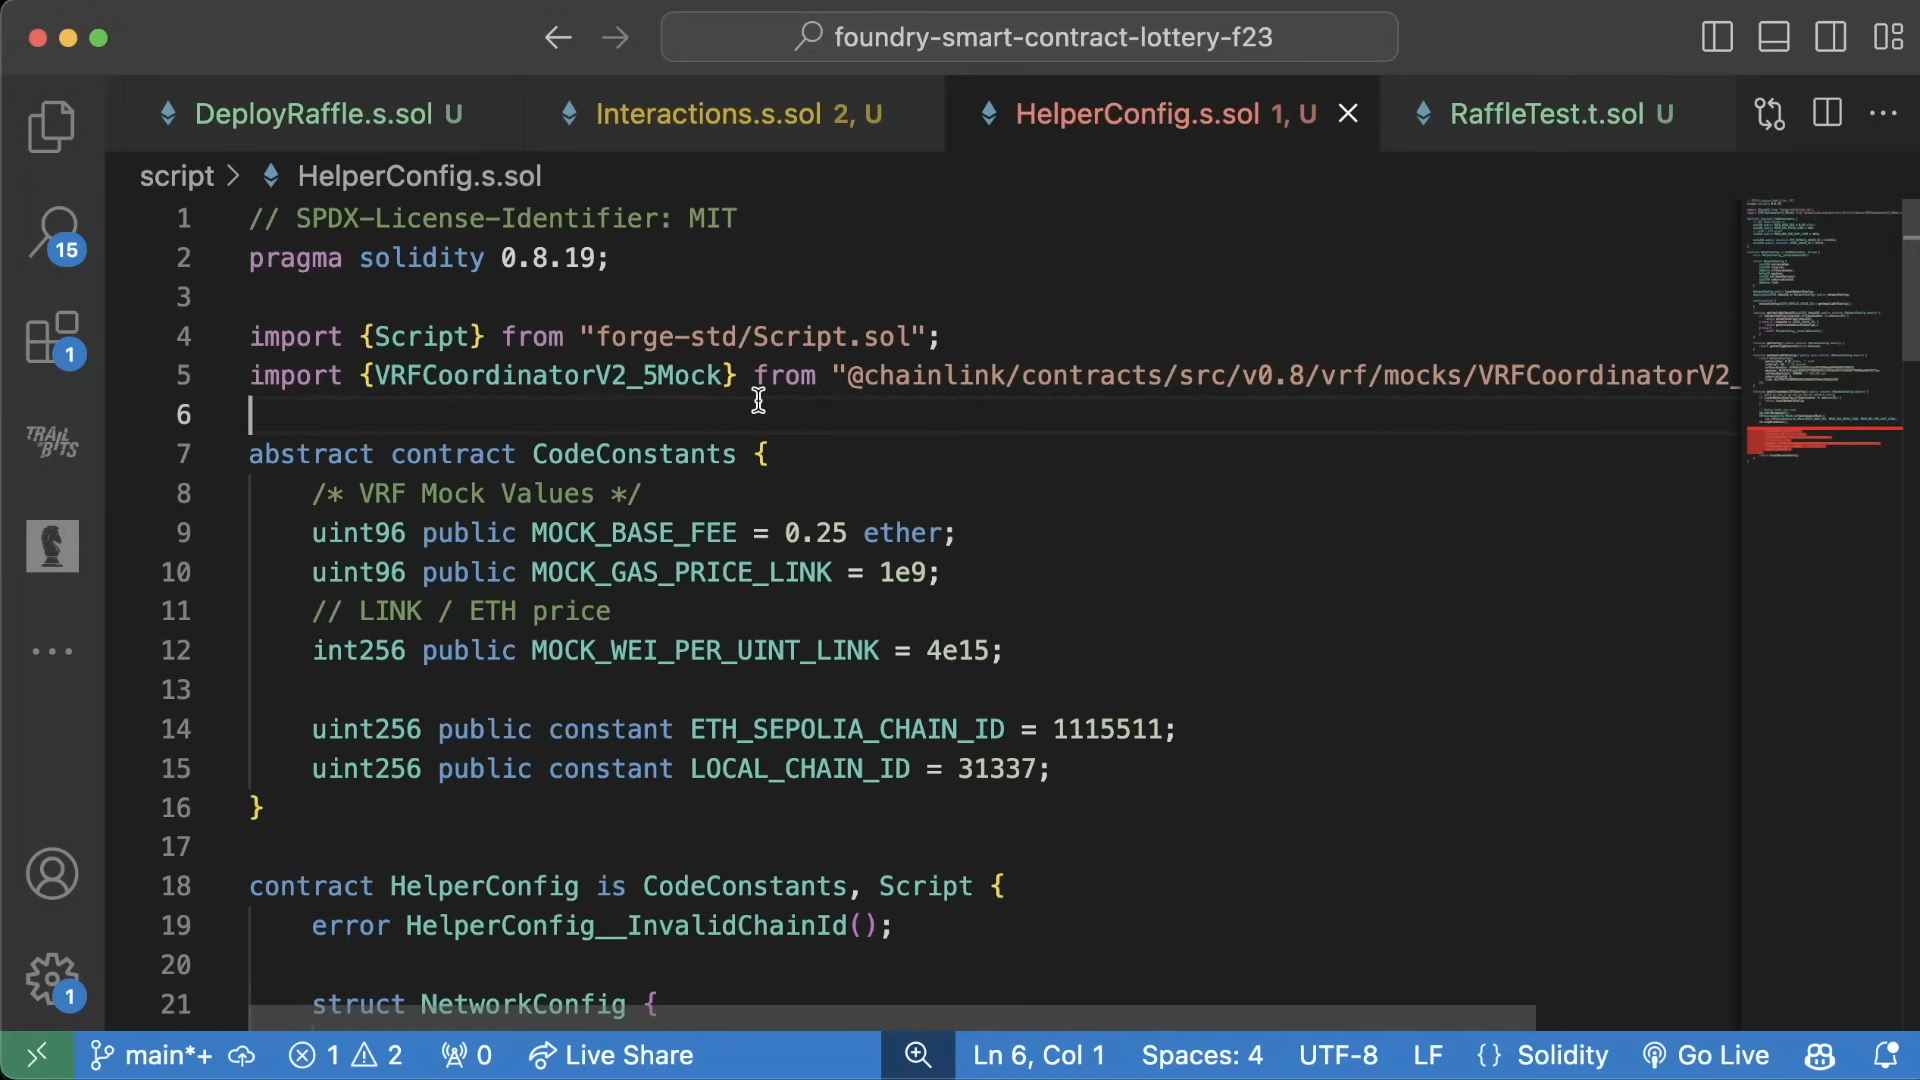 foundry-smart-contract-lottery-f23
DeployRaffle.s.sol U
Interactions.s.sol 2, U
HelperConfig.s.sol 1, U
RaffleTest.t.sol U
script > HelperConfig.s.sol
1 // SPDX-License-Identifier: MIT
2 pragma solidity 0.8.19;
3
4 import {Script} from "forge-std/Script.sol";
5 import {VRFCoordinatorV2_5Mock} from "@chainlink/contracts/src/v0.8/vrf/mocks/VRFCoordinatorV2_
6
7 abstract contract CodeConstants {
8 /* VRF Mock Values */
9 uint96 public MOCK_BASE_FEE = 0.25 ether;
10 uint96 public MOCK_GAS_PRICE_LINK = 1e9;
11 // LINK / ETH price
12 int256 public MOCK_WEI_PER_UINT_LINK = 4e15;
13
14 uint256 public constant ETH_SEPOLIA_CHAIN_ID = 1115511;
15 uint256 public constant LOCAL_CHAIN_ID = 31337;
16 }
17
18 contract HelperConfig is CodeConstants, Script {
19 error HelperConfig__InvalidChainId();
20
21 struct NetworkConfig {
15
1
TRAIL OF BITS
1
main*+ 1 2 0 Live Share Ln 6, Col 1 Spaces: 4 UTF-8 LF {} Solidity Go Live